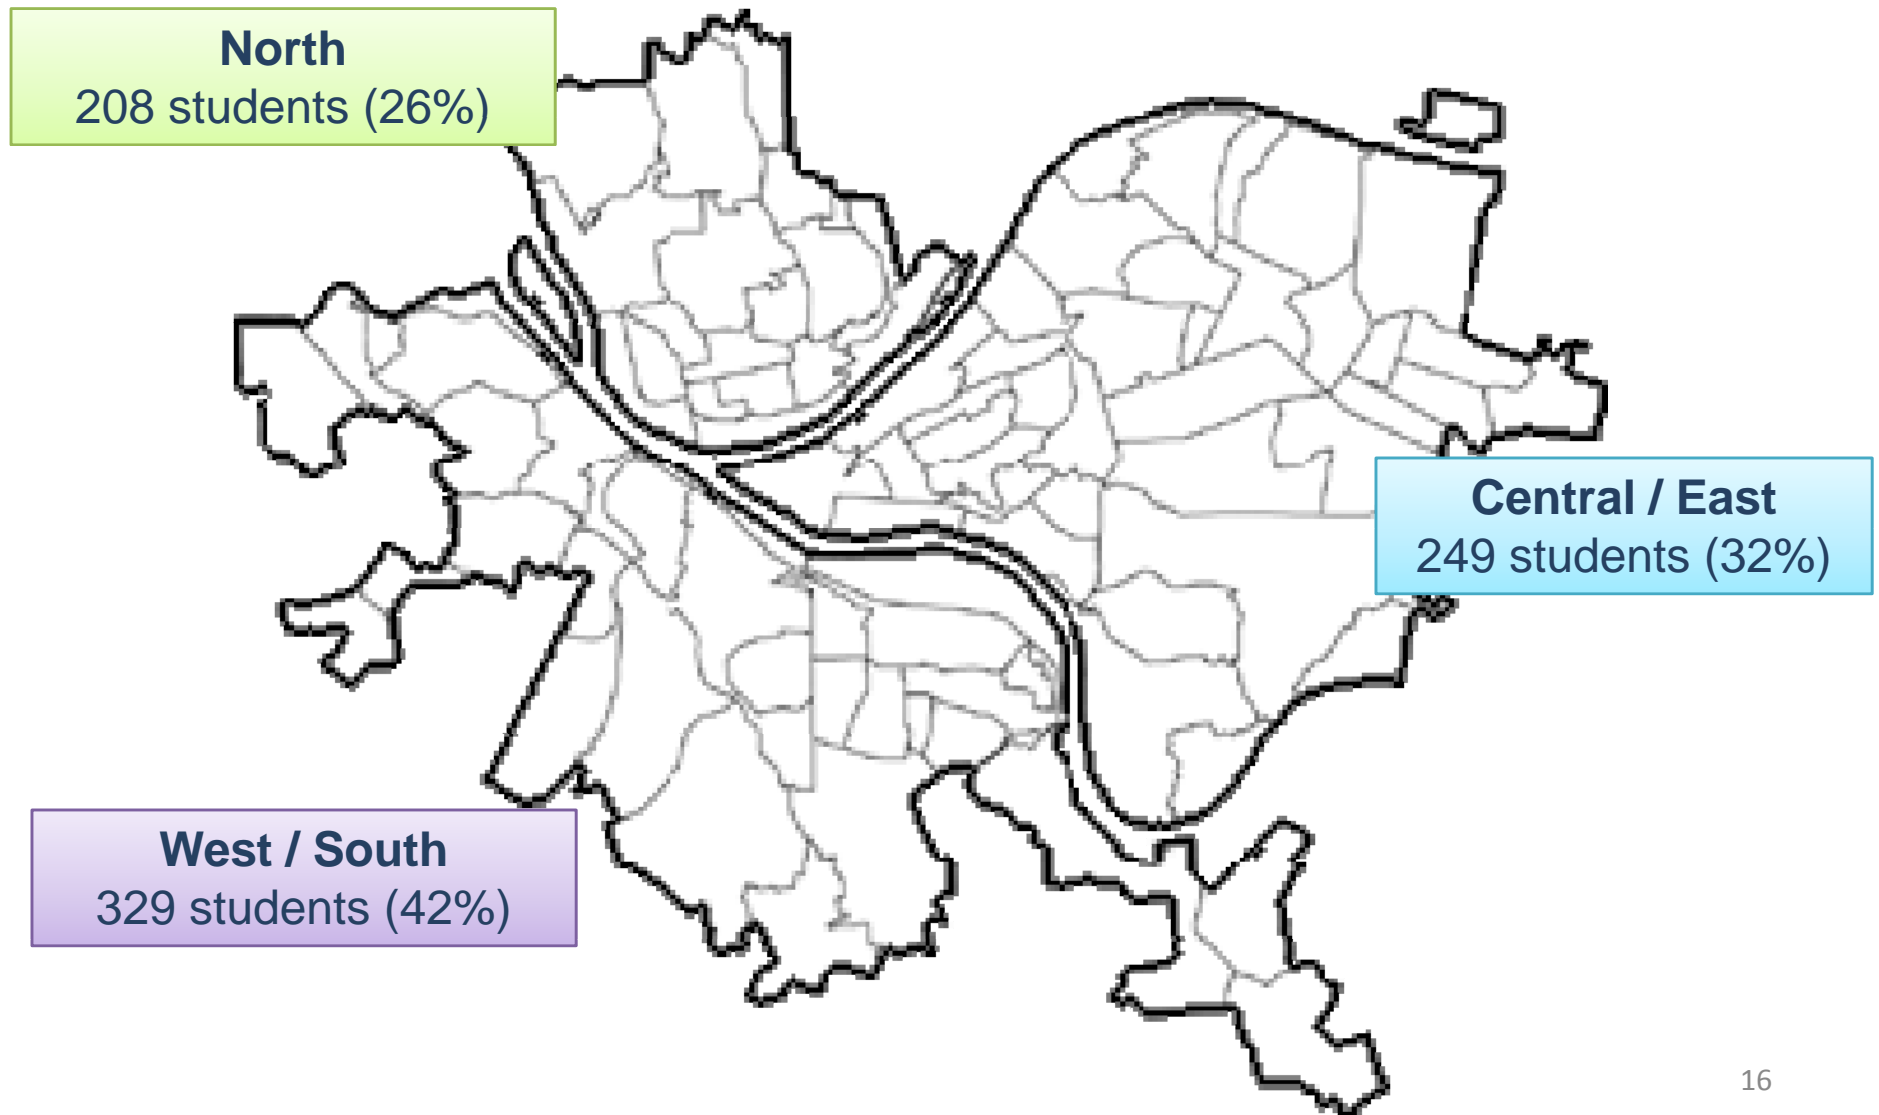 North
208 students (26%)
Central / East
249 students (32%)
West / South
329 students (42%)
16